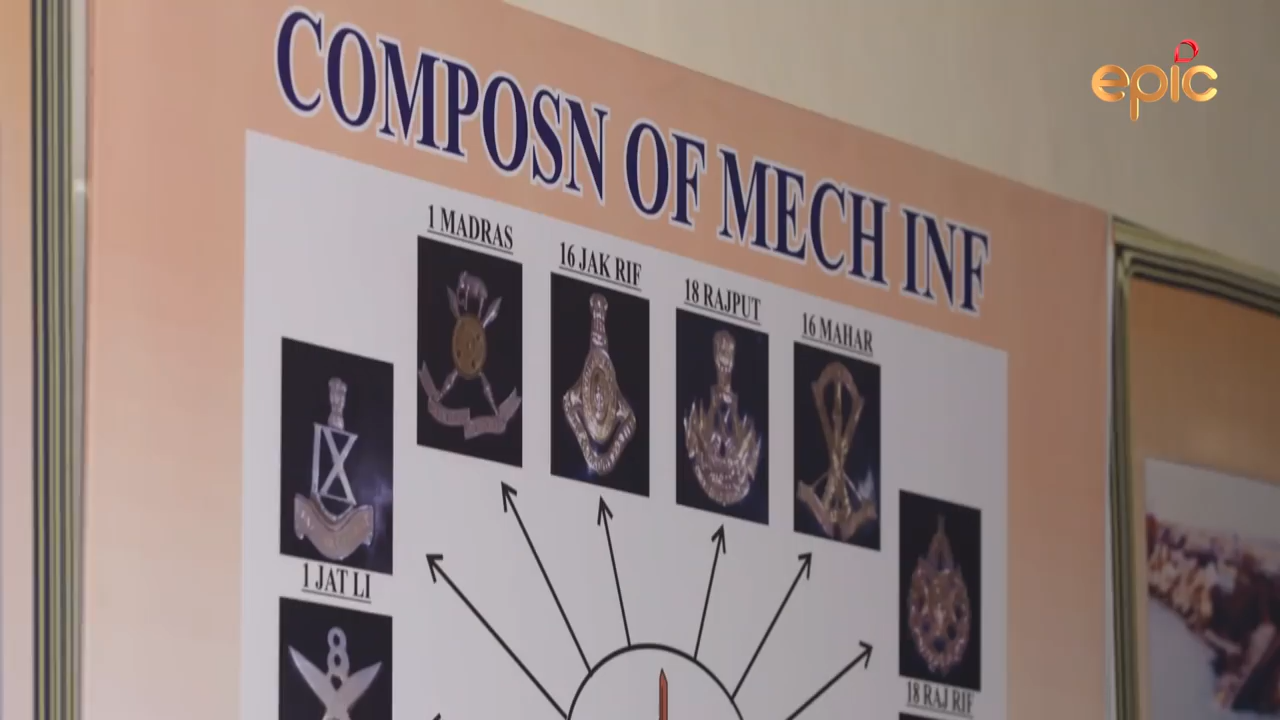 epic
COMPOSN OF MECH INF
1 MADRAS
16 JAK RIF
18 RAJPUT
16 MAHAR
1 JAT LI
18 RAJ RIF
8